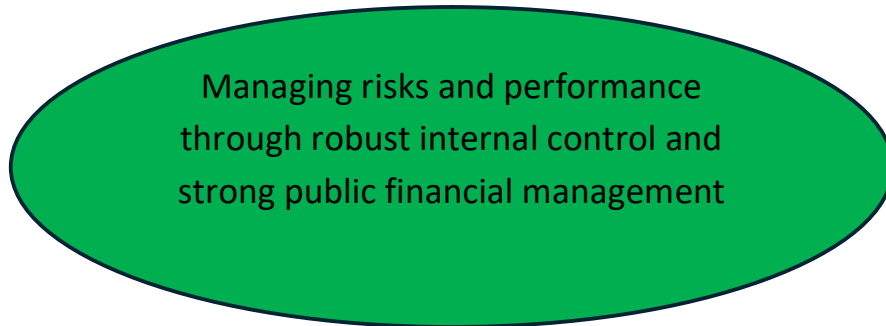 Managing risks and performance
through robust internal control and
strong public financial management